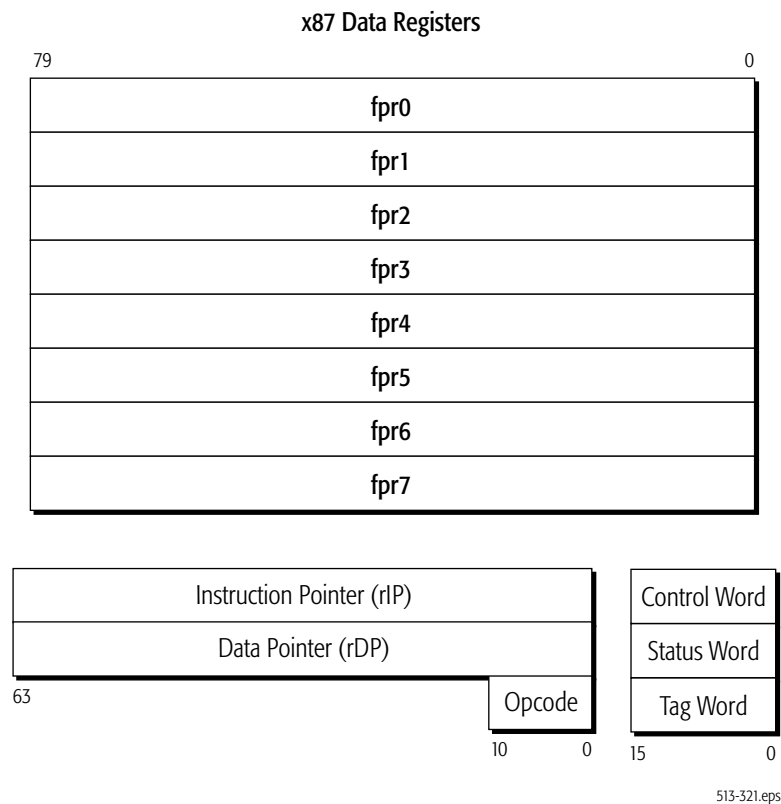 x87 Data Registers
79 0
fpr0
fpr1
fpr2
fpr3
fpr4
fpr5
fpr6
fpr7
Instruction Pointer (rIP) Control Word
Data Pointer (rDP) Status Word
63 Opcode Tag Word
10 0 15 0
513-321.eps